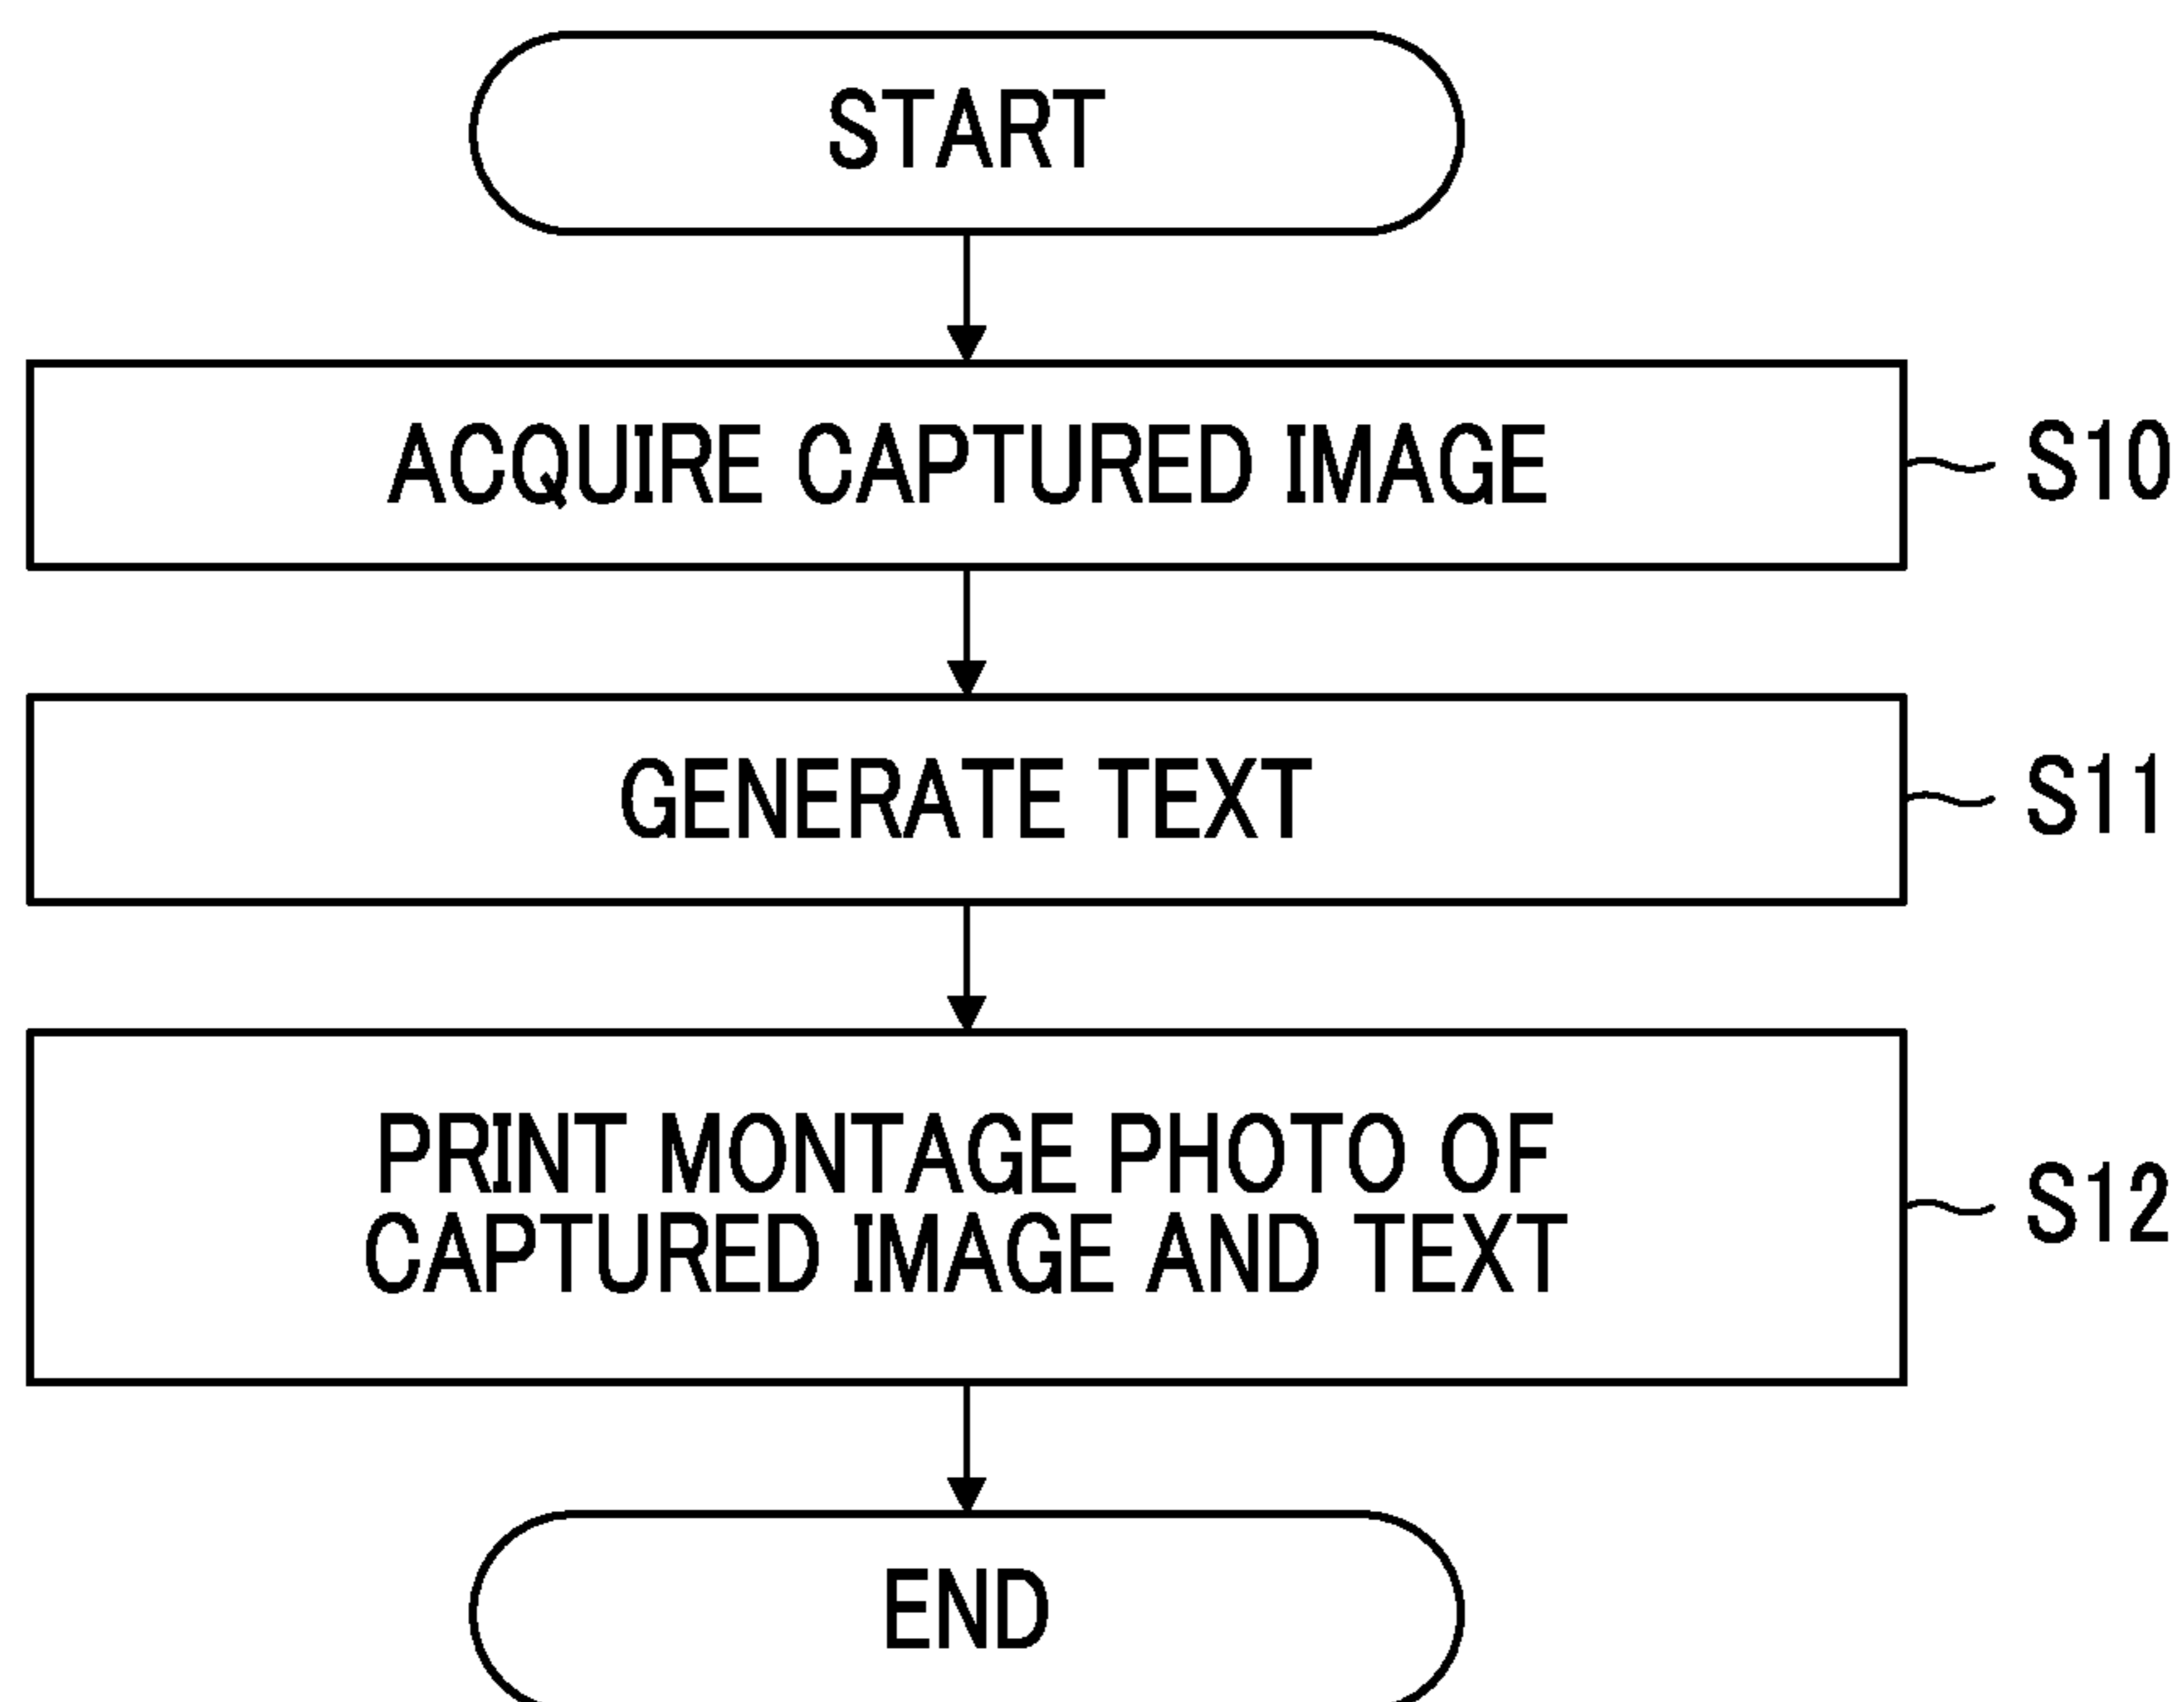 START
ACQUIRE CAPTURED IMAGE
S10
GENERATE TEXT
S11
PRINT MONTAGE PHOTO OF
CAPTURED IMAGE AND TEXT
S12
END